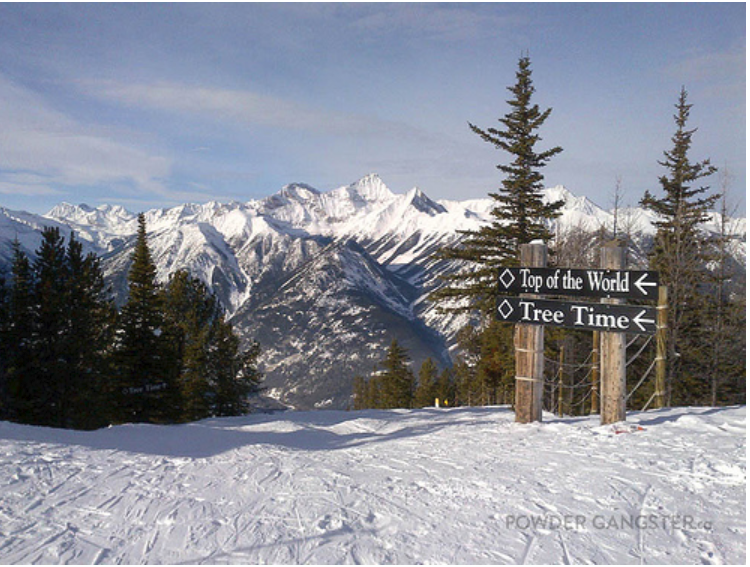 Top of the World
Tree Time
POWDER GANGSTER.ca